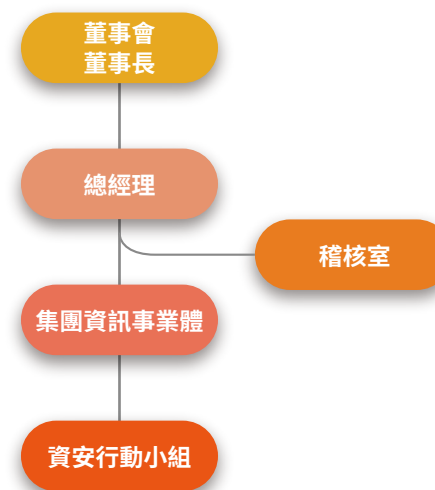 董事會
董事長
總經理
稽核室
集團資訊事業體
資安行動小組